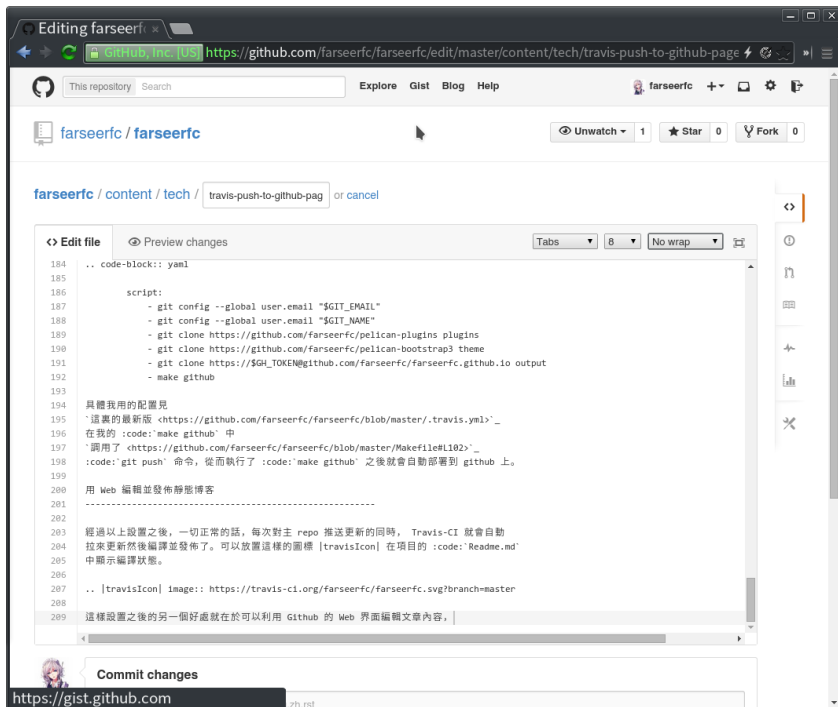 Editing farseerfc
GitHub, Inc. [US] https://github.com/farseerfc/farseerfc/edit/master/content/tech/travis-push-to-github-page
This repository Search Explore Gist Blog Help farseerfc
farseerfc / farseerfc Unwatch 1 Star 0 Fork 0
farseerfc / content / tech / travis-push-to-github-pag or cancel
Edit file Preview changes Tabs 8 No wrap
184 .. code-block:: yaml
185
186 script:
187 - git config --global user.email "$GIT_EMAIL"
188 - git config --global user.email "$GIT_NAME"
189 - git clone https://github.com/farseerfc/pelican-plugins plugins
190 - git clone https://github.com/farseerfc/pelican-bootstrap3 theme
191 - git clone https://$GH_TOKEN@github.com/farseerfc/farseerfc.github.io output
192 - make github
193
194 具體我用的配置見
195 `這裏的最新版 <https://github.com/farseerfc/farseerfc/blob/master/.travis.yml>`_
196 在我的 :code:`make github` 中
197 `調用了 <https://github.com/farseerfc/farseerfc/blob/master/Makefile#L102>`_
198 :code:`git push` 命令，從而執行了 :code:`make github` 之後就會自動部署到 github 上。
199
200 用 Web 編輯並發佈靜態博客
201 -------------------------------------------------------
202
203 經過以上設置之後，一切正常的話，每次對主 repo 推送更新的同時， Travis-CI 就會自動
204 拉來更新然後編譯並發佈了。可以放置這樣的圖標 |travisIcon| 在項目的 :code:`Readme.md`
205 中顯示編譯狀態。
206
207 .. |travisIcon| image:: https://travis-ci.org/farseerfc/farseerfc.svg?branch=master
208
209 這樣設置之後的另一個好處就在於可以利用 Github 的 Web 界面編輯文章內容，
Commit changes
https://gist.github.com
zh.rst